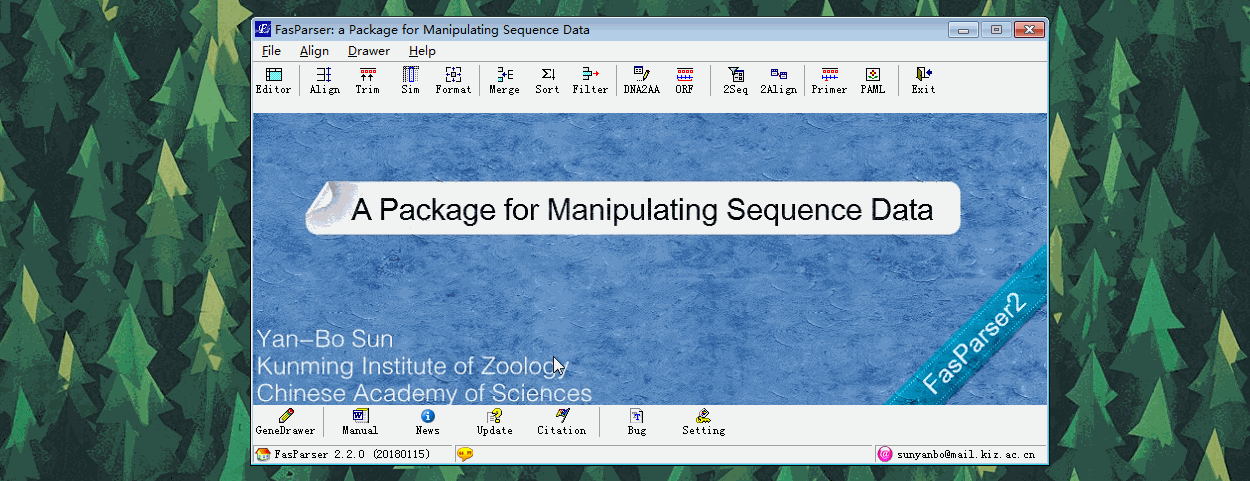 FasParser: a Package for Manipulating Sequence Data
File Align Drawer Help
Editor Align Trim Sim Format Merge Sort Filter DNA2AA ORF 2Seq 2Align Primer PAML Exit
A Package for Manipulating Sequence Data
FasParser2
Yan-Bo Sun
Kunming Institute of Zoology
Chinese Academy of Sciences
GeneDrawer Manual News Update Citation Bug Setting
FasParser 2.2.0 (20180115) sunyanbo@mail.kiz.ac.cn